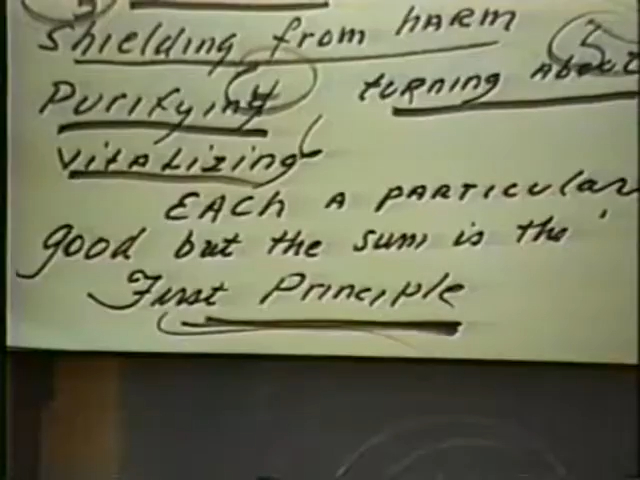 Shielding from HARM
Purifying turning About
Vitalizing
EACH A PARTICULAR
good but the sum is the
First Principle